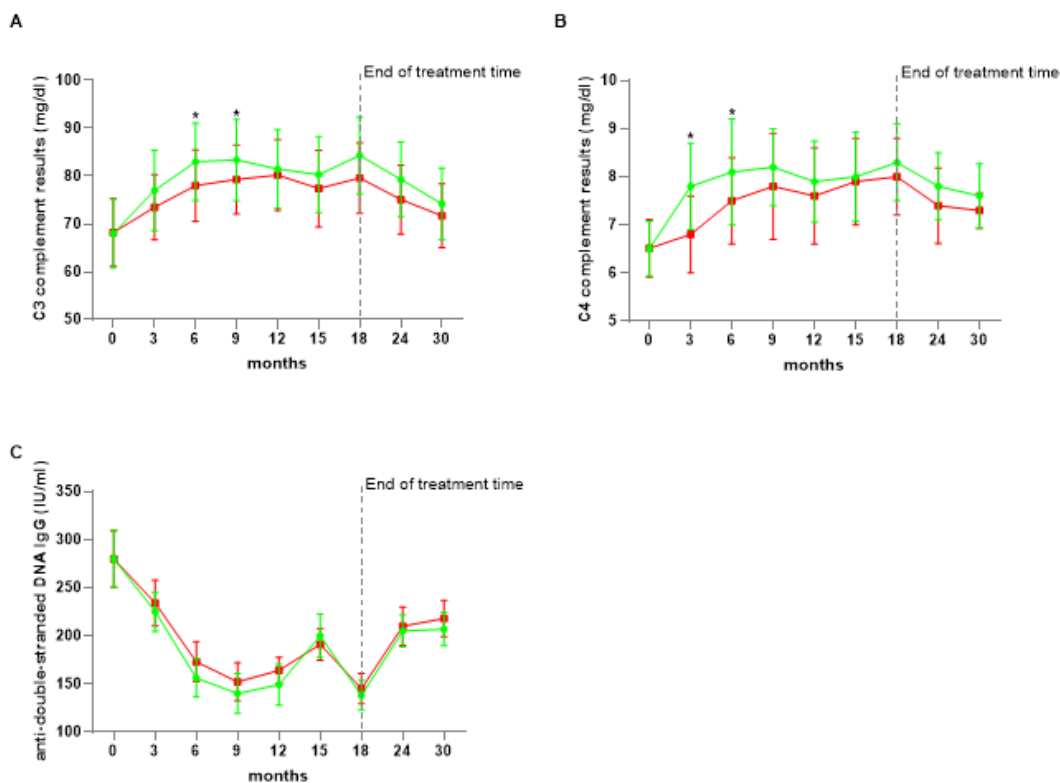 A
End of treatment time
C3 complement results (mg/dl)
100
90
80
70
60
50
* *
0 3 6 9 12 15 18 24 30
months
B
End of treatment time
C4 complement results (mg/dl)
10
9
8
7
6
5
* *
0 3 6 9 12 15 18 24 30
months
C
End of treatment time
anti-double-stranded DNA IgG (IU/ml)
350
300
250
200
150
100
0 3 6 9 12 15 18 24 30
months